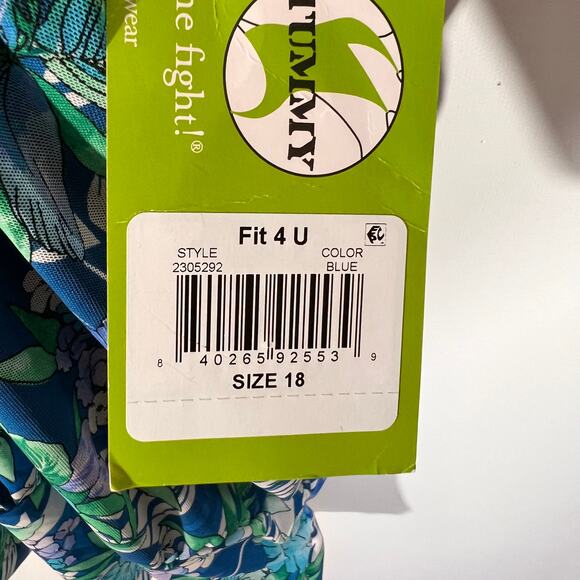 TUMMY
he fight!®
wear
Fit 4 U
STYLE
2305292
COLOR
BLUE
8 40265 92553 9
SIZE 18